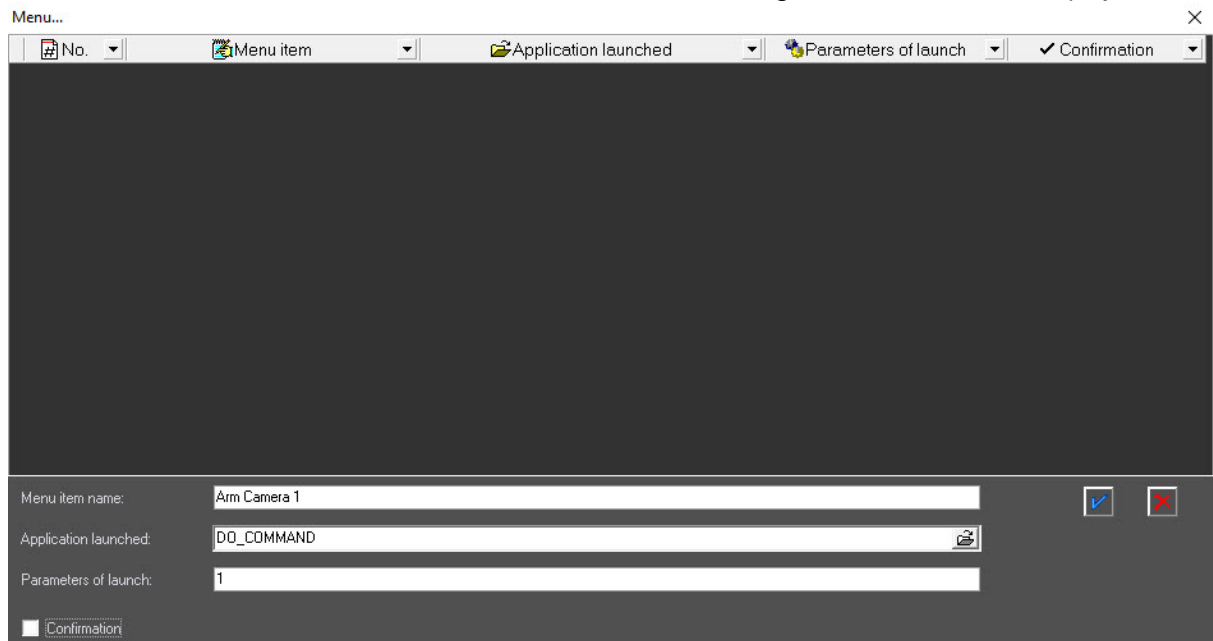 Menu...
No. Menu item Application launched Parameters of launch Confirmation
Menu item name: Arm Camera 1
Application launched: DO_COMMAND
Parameters of launch: 1
Confirmation